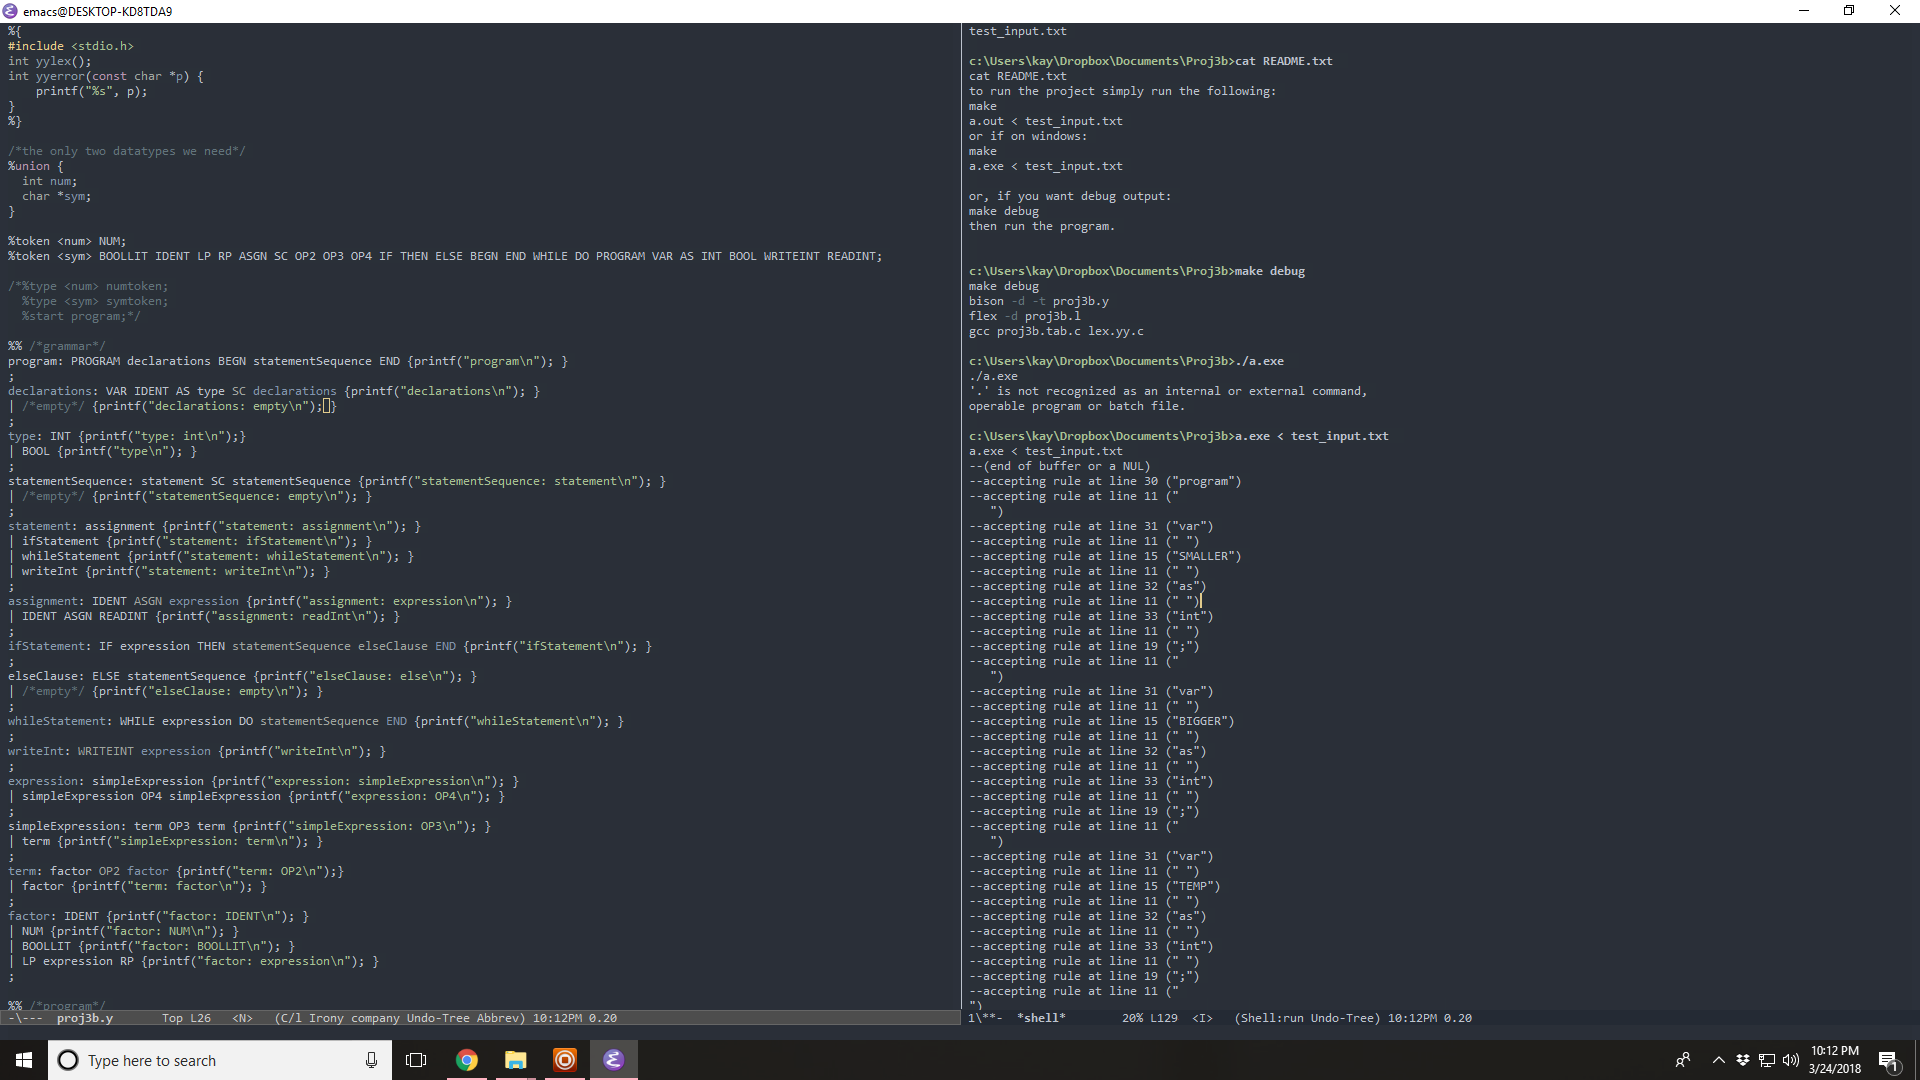 emacs@DESKTOP-KD8TDA9
%{
#include <stdio.h>
int yylex();
int yyerror(const char *p) {
    printf("%s", p);
}
%}

/*the only two datatypes we need*/
%union {
  int num;
  char *sym;
}

%token <num> NUM;
%token <sym> BOOLLIT IDENT LP RP ASGN SC OP2 OP3 OP4 IF THEN ELSE BEGN END WHILE DO PROGRAM VAR AS INT BOOL WRITEINT READINT;

/*%type <num> numtoken;
  %type <sym> symtoken;
  %start program;*/

%% /*grammar*/
program: PROGRAM declarations BEGN statementSequence END {printf("program\n"); }
;
declarations: VAR IDENT AS type SC declarations {printf("declarations\n"); }
| /*empty*/ {printf("declarations: empty\n");}
;
type: INT {printf("type: int\n");}
| BOOL {printf("type\n"); }
;
statementSequence: statement SC statementSequence {printf("statementSequence: statement\n"); }
| /*empty*/ {printf("statementSequence: empty\n"); }
;
statement: assignment {printf("statement: assignment\n"); }
| ifStatement {printf("statement: ifStatement\n"); }
| whileStatement {printf("statement: whileStatement\n"); }
| writeInt {printf("statement: writeInt\n"); }
;
assignment: IDENT ASGN expression {printf("assignment: expression\n"); }
| IDENT ASGN READINT {printf("assignment: readInt\n"); }
;
ifStatement: IF expression THEN statementSequence elseClause END {printf("ifStatement\n"); }
;
elseClause: ELSE statementSequence {printf("elseClause: else\n"); }
| /*empty*/ {printf("elseClause: empty\n"); }
;
whileStatement: WHILE expression DO statementSequence END {printf("whileStatement\n"); }
;
writeInt: WRITEINT expression {printf("writeInt\n"); }
;
expression: simpleExpression {printf("expression: simpleExpression\n"); }
| simpleExpression OP4 simpleExpression {printf("expression: OP4\n"); }
;
simpleExpression: term OP3 term {printf("simpleExpression: OP3\n"); }
| term {printf("simpleExpression: term\n"); }
;
term: factor OP2 factor {printf("term: OP2\n");}
| factor {printf("term: factor\n"); }
;
factor: IDENT {printf("factor: IDENT\n"); }
| NUM {printf("factor: NUM\n"); }
| BOOLLIT {printf("factor: BOOLLIT\n"); }
| LP expression RP {printf("factor: expression\n"); }
;

%% /*program*/
-\--- proj3b.y Top L26 <N> (C/l Irony company Undo-Tree Abbrev) 10:12PM 0.20
test_input.txt

c:\Users\kay\Dropbox\Documents\Proj3b>cat README.txt
cat README.txt
to run the project simply run the following:
make
a.out < test_input.txt
or if on windows:
make
a.exe < test_input.txt

or, if you want debug output:
make debug
then run the program.

c:\Users\kay\Dropbox\Documents\Proj3b>make debug
make debug
bison -d -t proj3b.y
flex -d proj3b.l
gcc proj3b.tab.c lex.yy.c

c:\Users\kay\Dropbox\Documents\Proj3b>./a.exe
./a.exe
'.' is not recognized as an internal or external command,
operable program or batch file.

c:\Users\kay\Dropbox\Documents\Proj3b>a.exe < test_input.txt
a.exe < test_input.txt
--(end of buffer or a NUL)
--accepting rule at line 30 ("program")
--accepting rule at line 11 ("
   ")
--accepting rule at line 31 ("var")
--accepting rule at line 11 (" ")
--accepting rule at line 15 ("SMALLER")
--accepting rule at line 11 (" ")
--accepting rule at line 32 ("as")
--accepting rule at line 11 (" ")
--accepting rule at line 33 ("int")
--accepting rule at line 11 (" ")
--accepting rule at line 19 (";")
--accepting rule at line 11 ("
   ")
--accepting rule at line 31 ("var")
--accepting rule at line 11 (" ")
--accepting rule at line 15 ("BIGGER")
--accepting rule at line 11 (" ")
--accepting rule at line 32 ("as")
--accepting rule at line 11 (" ")
--accepting rule at line 33 ("int")
--accepting rule at line 11 (" ")
--accepting rule at line 19 (";")
--accepting rule at line 11 ("
   ")
--accepting rule at line 31 ("var")
--accepting rule at line 11 (" ")
--accepting rule at line 15 ("TEMP")
--accepting rule at line 11 (" ")
--accepting rule at line 32 ("as")
--accepting rule at line 11 (" ")
--accepting rule at line 33 ("int")
--accepting rule at line 11 (" ")
--accepting rule at line 19 (";")
--accepting rule at line 11 ("
")
1\**- *shell* 20% L129 <I> (Shell:run Undo-Tree) 10:12PM 0.20
Type here to search
10:12 PM
3/24/2018
1